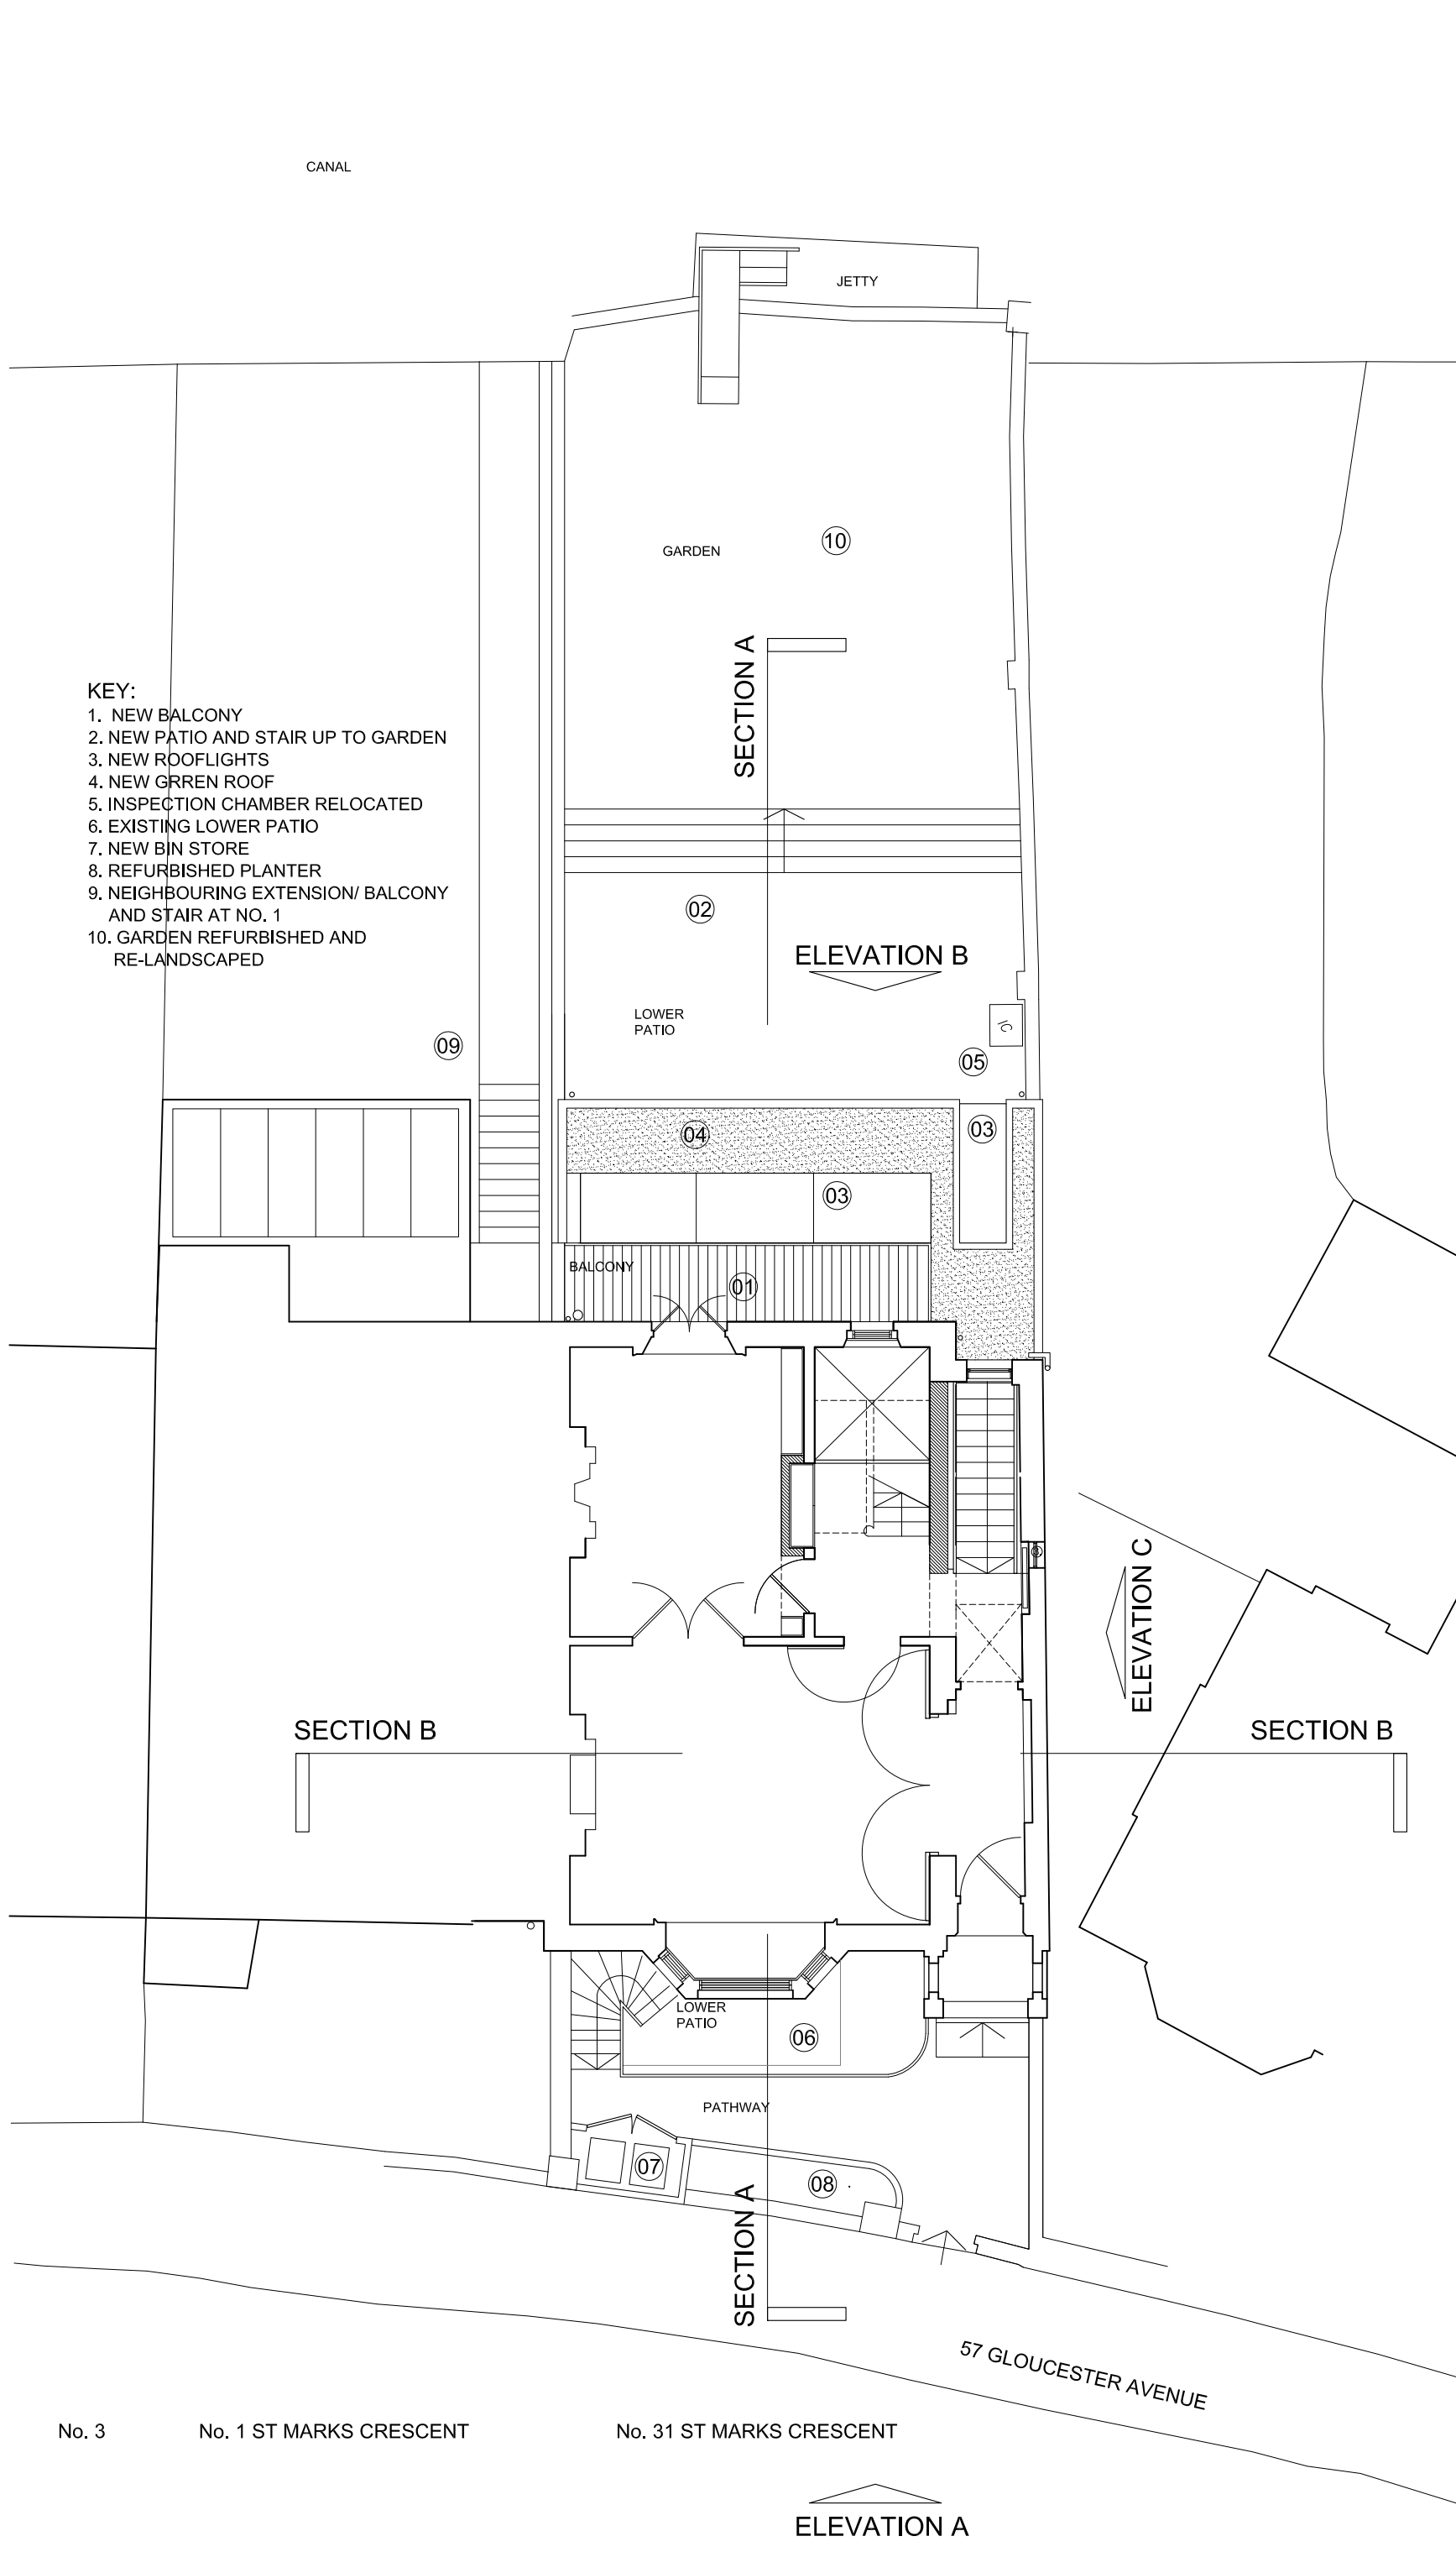 CANAL
JETTY
10
GARDEN
SECTION A
KEY:
1. NEW BALCONY
2. NEW PATIO AND STAIR UP TO GARDEN
3. NEW ROOFLIGHTS
4. NEW GRREN ROOF
5. INSPECTION CHAMBER RELOCATED
6. EXISTING LOWER PATIO
7. NEW BIN STORE
8. REFURBISHED PLANTER
9. NEIGHBOURING EXTENSION/ BALCONY
AND STAIR AT NO. 1
10. GARDEN REFURBISHED AND
RE-LANDSCAPED
02
ELEVATION B
LOWER
PATIO
IC
09
05
04
03
03
BALCONY
01
ELEVATION C
SECTION B
SECTION B
LOWER
PATIO
06
PATHWAY
07
08
SECTION A
57 GLOUCESTER AVENUE
No. 3
No. 1 ST MARKS CRESCENT
No. 31 ST MARKS CRESCENT
ELEVATION A